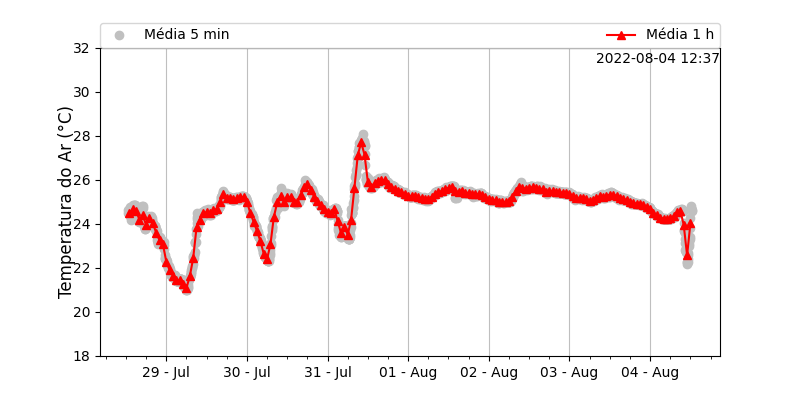 Média 5 min
Média 1 h
2022-08-04 12:37
Temperatura do Ar (°C)
32
30
28
26
24
22
20
18
29 - Jul
30 - Jul
31 - Jul
01 - Aug
02 - Aug
03 - Aug
04 - Aug